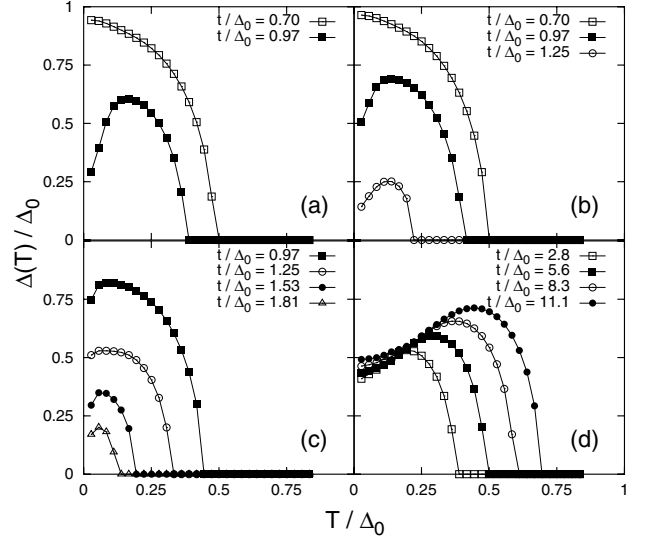 t / Δ₀ = 0.70
t / Δ₀ = 0.97
(a)
t / Δ₀ = 0.70
t / Δ₀ = 0.97
t / Δ₀ = 1.25
(b)
t / Δ₀ = 0.97
t / Δ₀ = 1.25
t / Δ₀ = 1.53
t / Δ₀ = 1.81
(c)
t / Δ₀ = 2.8
t / Δ₀ = 5.6
t / Δ₀ = 8.3
t / Δ₀ = 11.1
(d)
1
0.75
0.5
0.25
0
0.75
0.5
0.25
0
Δ(T) / Δ₀
0 0.25 0.5 0.75 0 0.25 0.5 0.75 1
T / Δ₀